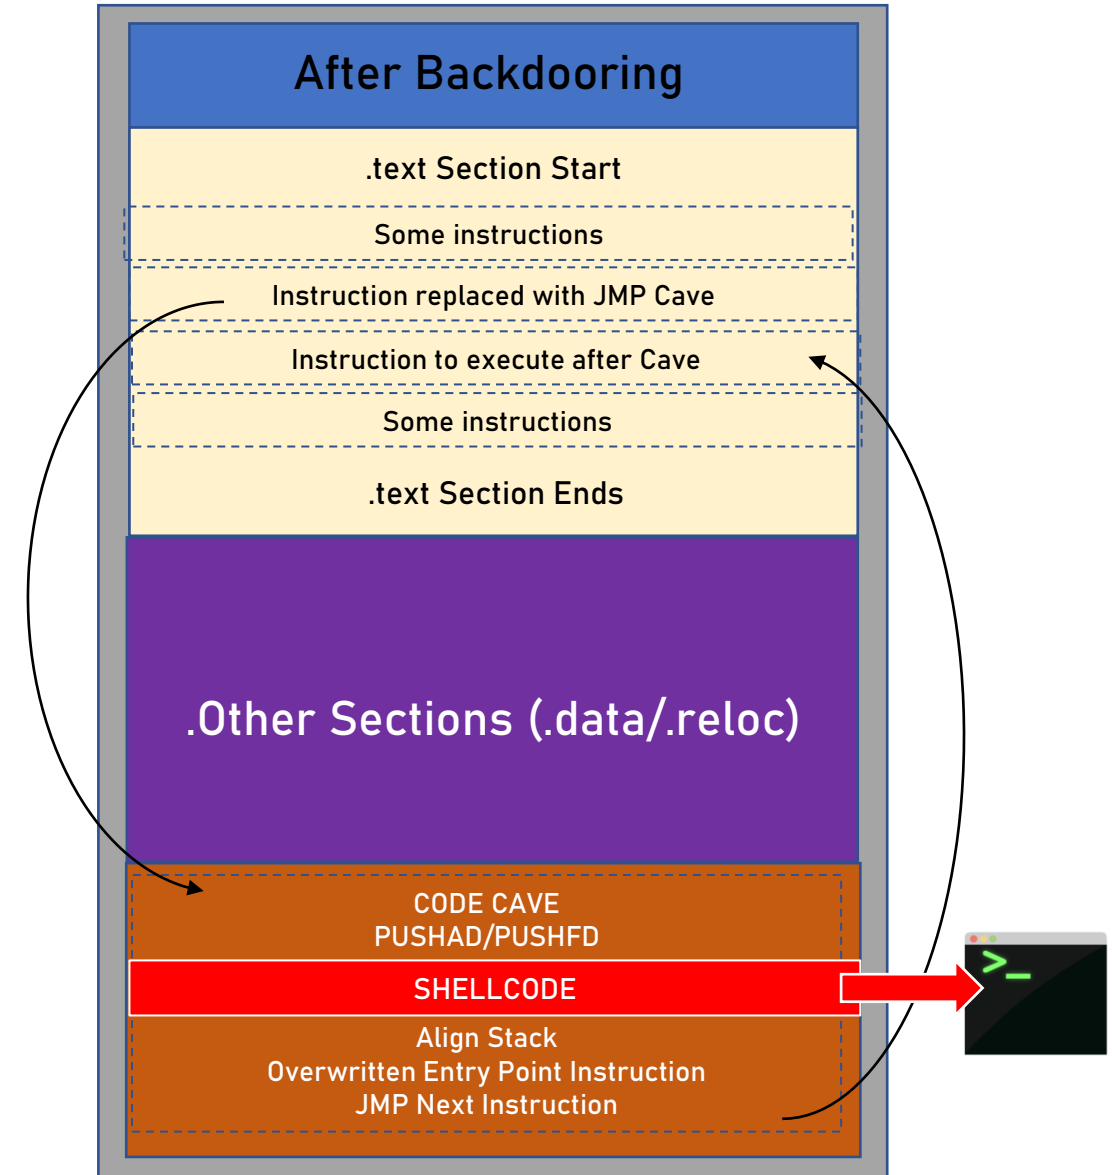 After Backdooring
.text Section Start
Some instructions
Instruction replaced with JMP Cave
Instruction to execute after Cave
Some instructions
.text Section Ends
.Other Sections (.data/.reloc)
CODE CAVE
PUSHAD/PUSHFD
SHELLCODE
>_
Align Stack
Overwritten Entry Point Instruction
JMP Next Instruction